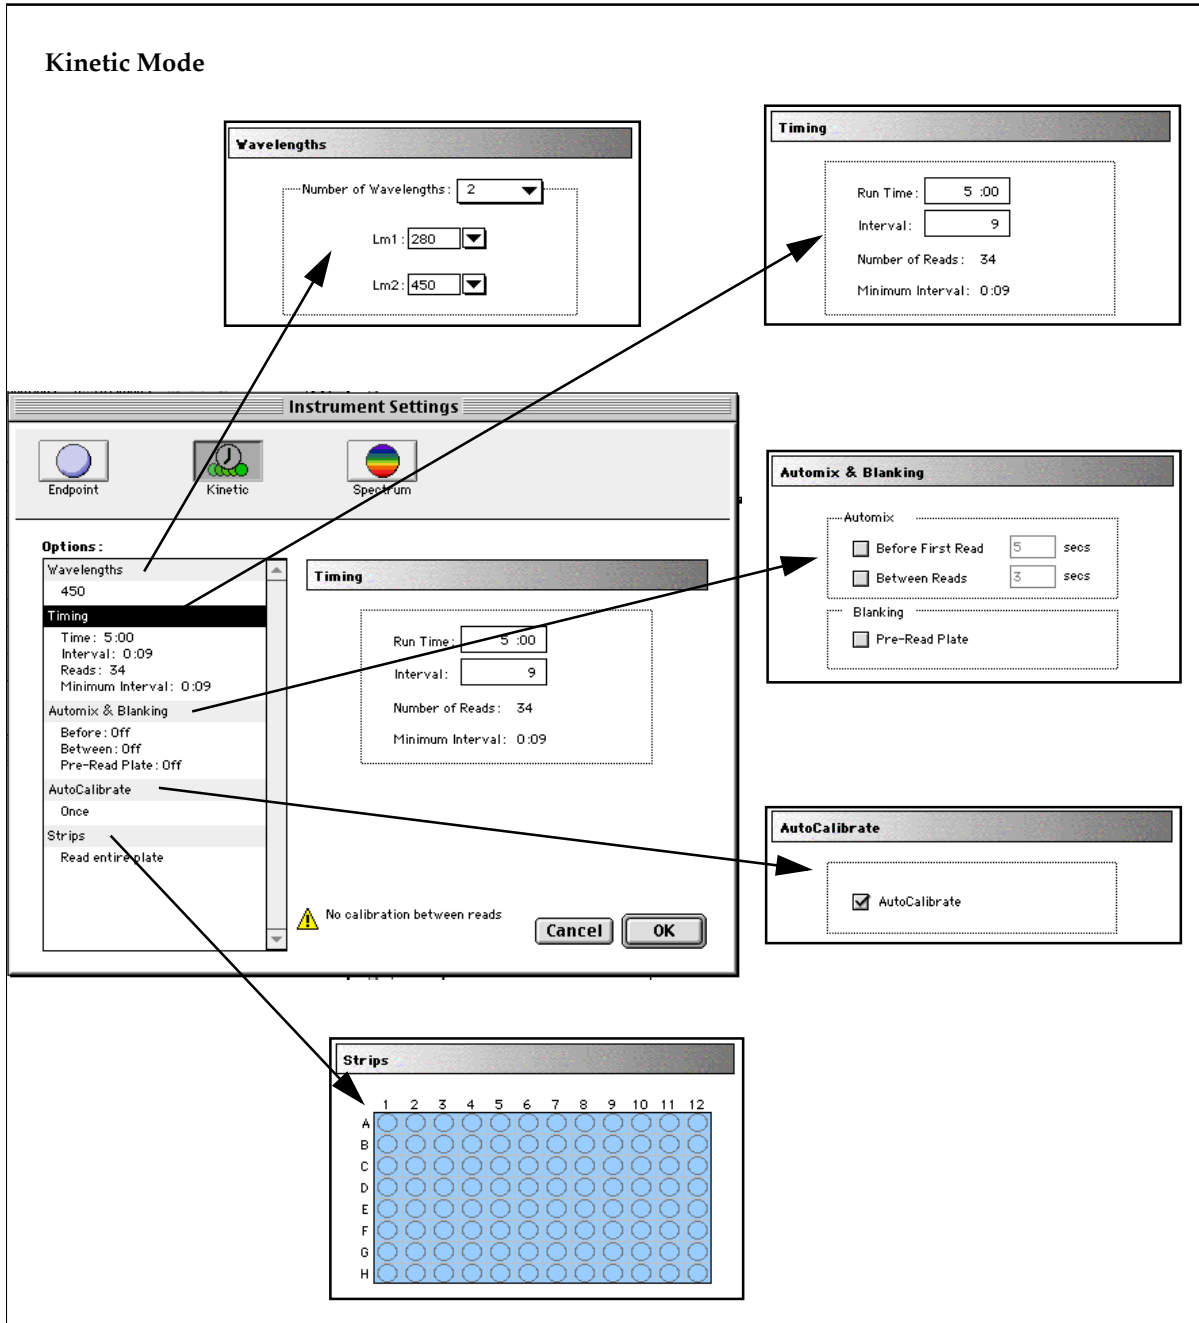 Kinetic Mode
Wavelengths
Number of Wavelengths: 2
Lm1: 280
Lm2: 450
Timing
Run Time: 5 :00
Interval: 9
Number of Reads: 34
Minimum Interval: 0:09
Instrument Settings
Endpoint Kinetic Spectrum
Options:
Wavelengths
450
Timing
Time: 5:00
Interval: 0:09
Reads: 34
Minimum Interval: 0:09
Automix & Blanking
Before: Off
Between: Off
Pre-Read Plate: Off
AutoCalibrate
Once
Strips
Read entire plate
Timing
Run Time: 5 :00
Interval: 9
Number of Reads: 34
Minimum Interval: 0:09
No calibration between reads
Cancel OK
Automix & Blanking
Automix
Before First Read 5 secs
Between Reads 3 secs
Blanking
Pre-Read Plate
AutoCalibrate
AutoCalibrate
Strips
1 2 3 4 5 6 7 8 9 10 11 12
A
B
C
D
E
F
G
H